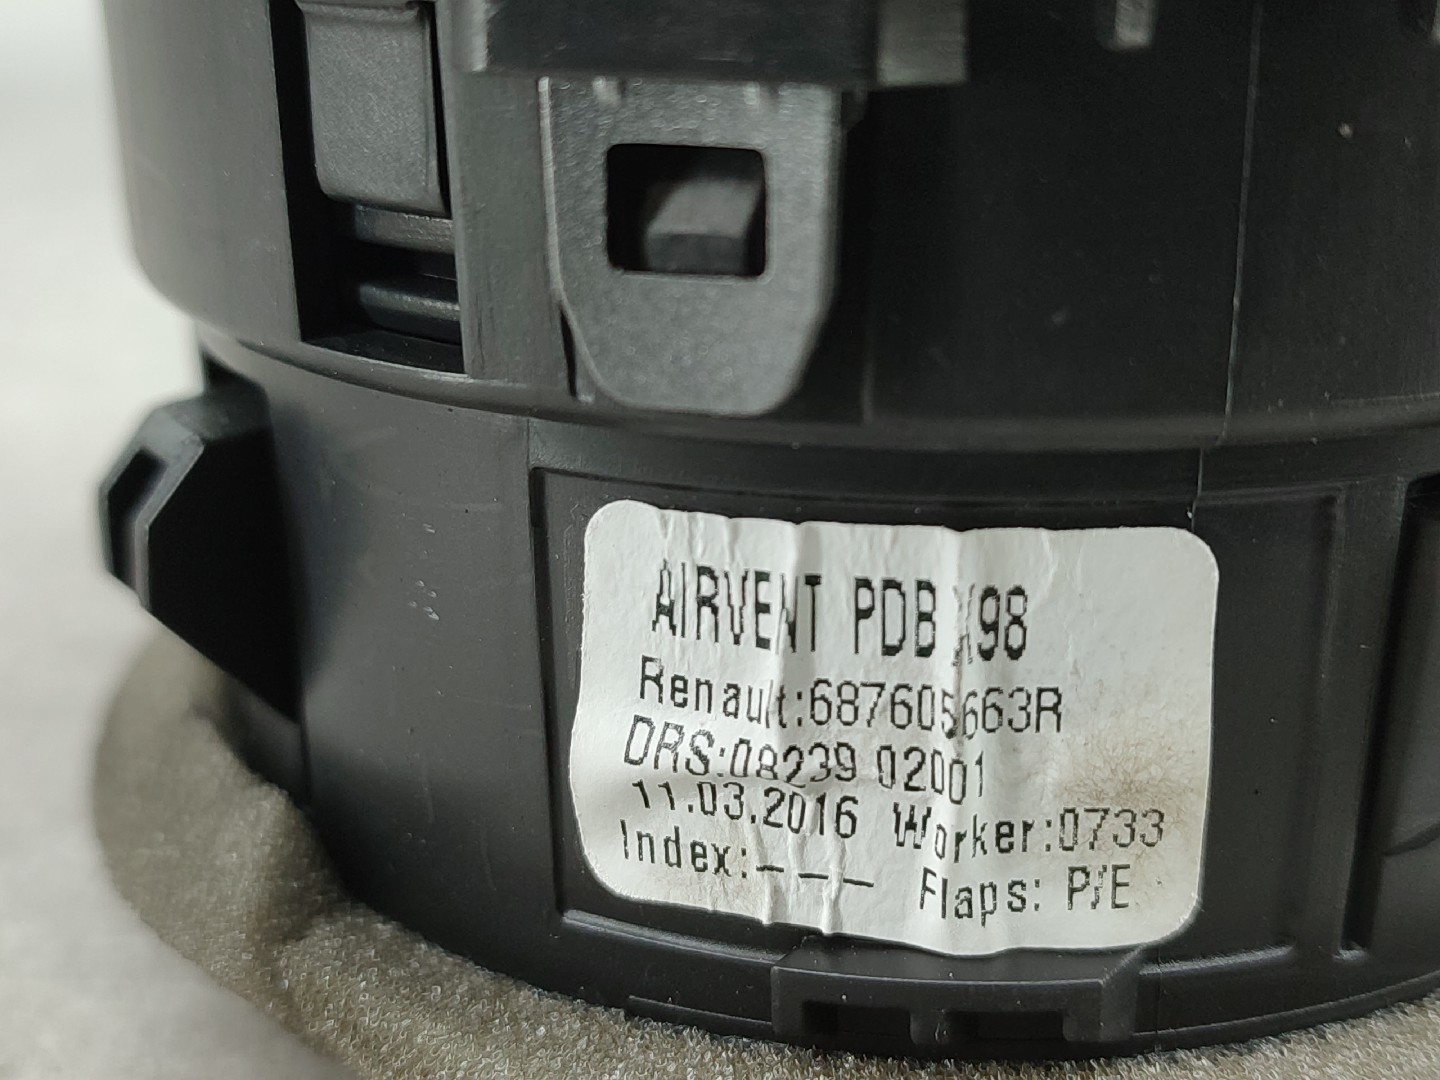 AIRVENT PDB X98
Renault:687605663R
DRS:08239 02001
11.03.2016 Worker:0733
Index:--- Flaps: P/E